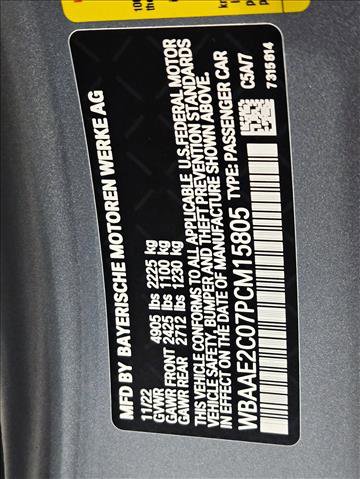 MFD BY BAYERISCHE MOTOREN WERKE AG
11/22
GVWR 4905 lbs 2225 kg
GAWR FRONT 2425 lbs 1100 kg
GAWR REAR 2712 lbs 1230 kg
THIS VEHICLE CONFORMS TO ALL APPLICABLE U.S. FEDERAL MOTOR
VEHICLE SAFETY, BUMPER AND THEFT PREVENTION STANDARDS
IN EFFECT ON THE DATE OF MANUFACTURE SHOWN ABOVE.
WBAAE2C07PCM15805 TYPE: PASSENGER CAR
C5A/7
7315614